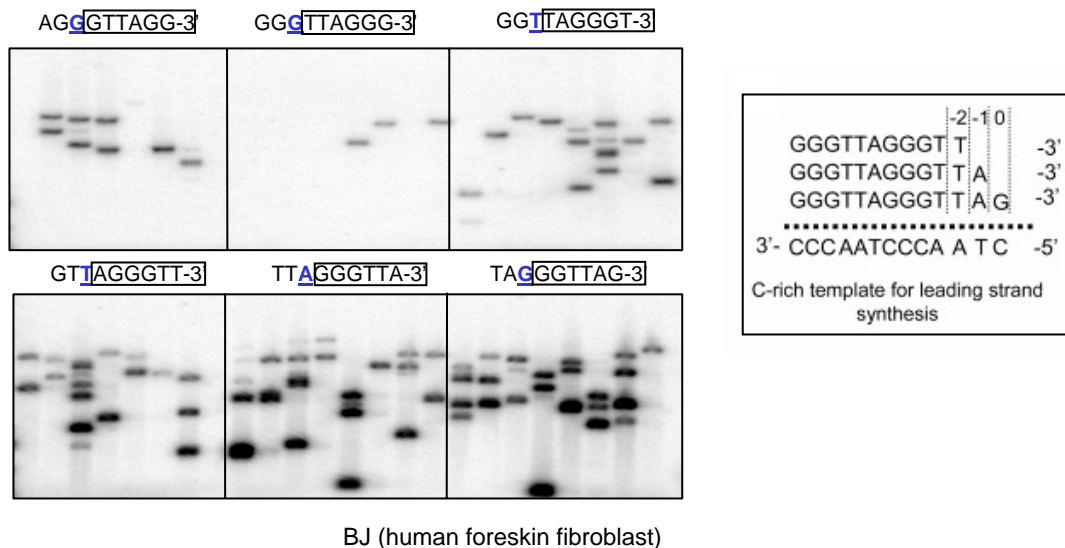 AGGGTTAGG-3' GGGTTAGGG-3' GGTTAGGGT-3
GTTAGGGTT-3' TTAGGGTTA-3' TAGGGTTAG-3'
BJ (human foreskin fibroblast)
-2 -1 0
GGGTTAGGGT T -3'
GGGTTAGGGT T A -3'
GGGTTAGGGT T A G -3'
3'- CCCAATCCCA A T C -5'
C-rich template for leading strand
synthesis